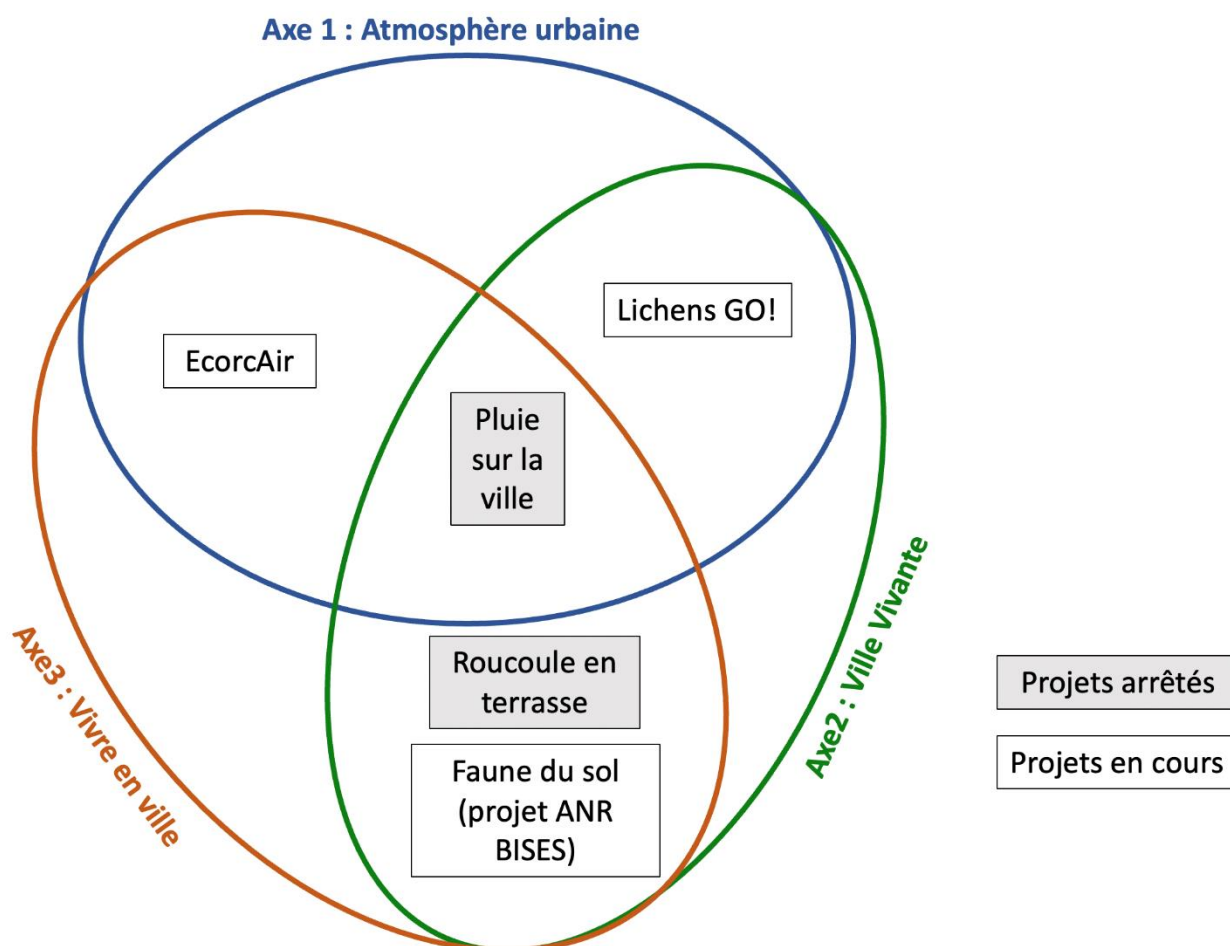 Axe 1 : Atmosphère urbaine
Lichens GO!
EcorcAir
Pluie
sur la
ville
Axe3 : Vivre en ville
Axe2 : Ville Vivante
Roucoule en
terrasse
Faune du sol
(projet ANR
BISES)
Projets arrêtés
Projets en cours